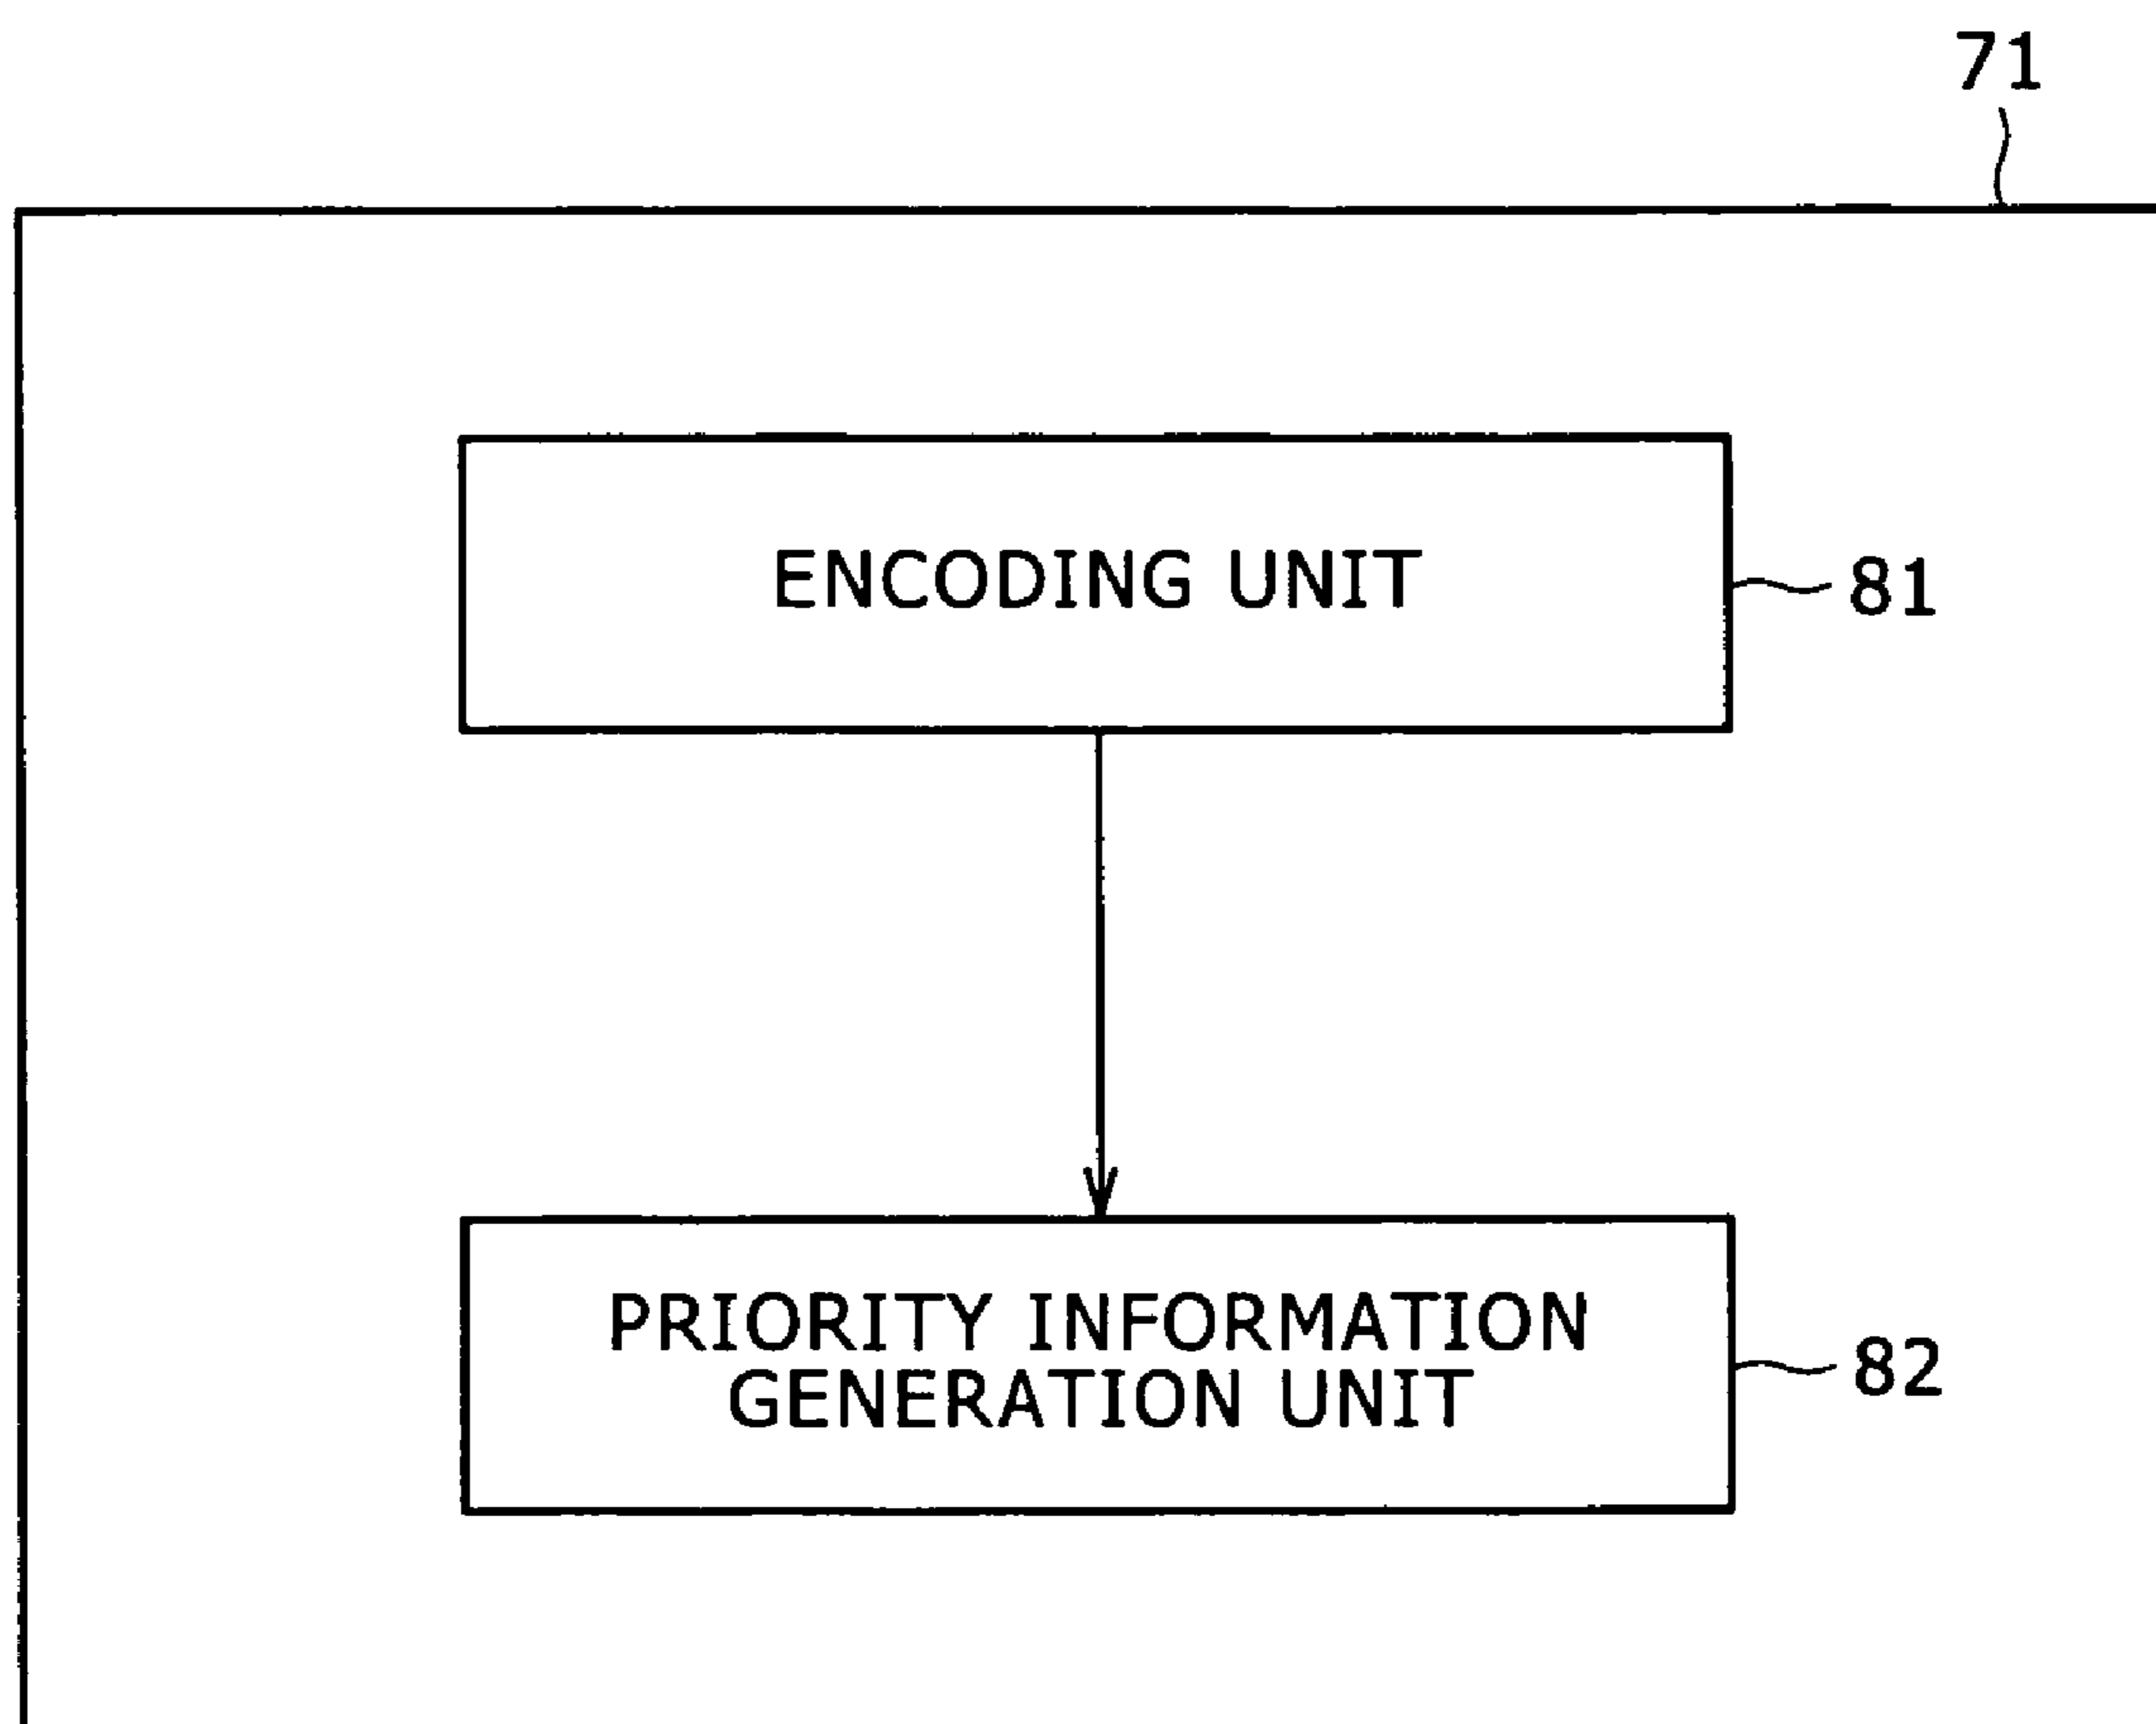 71
ENCODING UNIT
81
PRIORITY INFORMATION
GENERATION UNIT
82